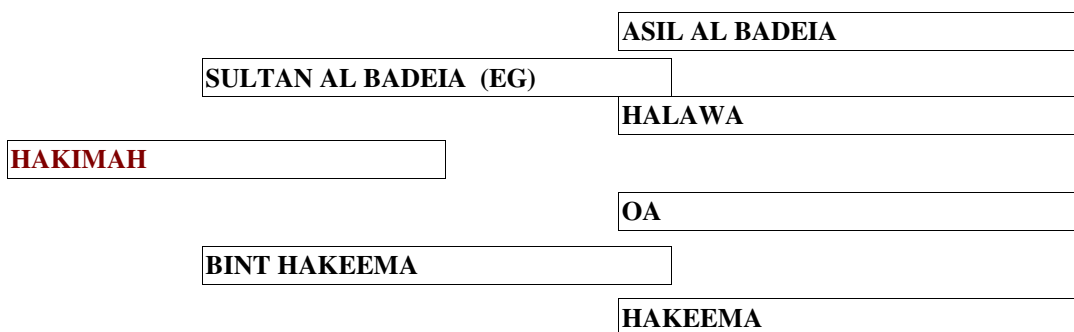 ASIL AL BADEIA
SULTAN AL BADEIA (EG)
HALAWA
HAKIMAH
OA
BINT HAKEEMA
HAKEEMA